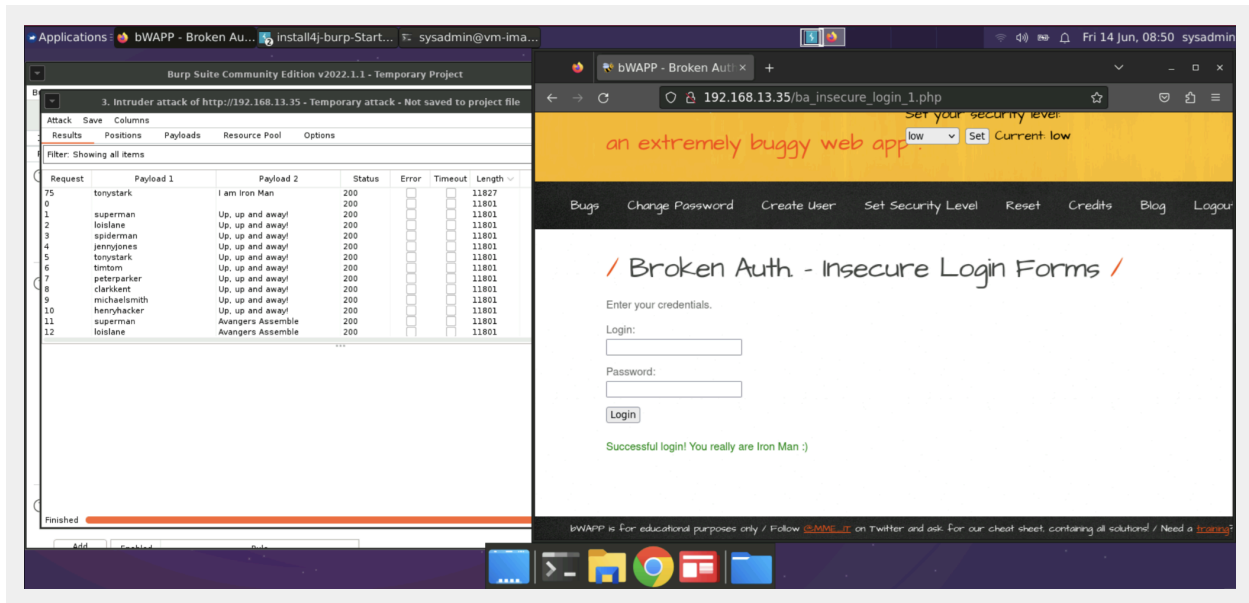 Applications bWAPP - Broken Au... install4j-burp-Start... sysadmin@vm-ima... Fri 14 Jun, 08:50 sysadmin
Burp Suite Community Edition v2022.1.1 - Temporary Project
3. Intruder attack of http://192.168.13.35 - Temporary attack - Not saved to project file
Attack Save Columns
Results Positions Payloads Resource Pool Options
Filter: Showing all items
Request Payload 1 Payload 2 Status Error Timeout Length
75 tonystark I am Iron Man 200 11827
0 200 11801
1 superman Up, up and away! 200 11801
2 loislane Up, up and away! 200 11801
3 spiderman Up, up and away! 200 11801
4 jennyjones Up, up and away! 200 11801
5 tonystark Up, up and away! 200 11801
6 timtom Up, up and away! 200 11801
7 peterparker Up, up and away! 200 11801
8 clarkkent Up, up and away! 200 11801
9 michaelsmith Up, up and away! 200 11801
10 henryhacker Up, up and away! 200 11801
11 superman Avangers Assemble 200 11801
12 loislane Avangers Assemble 200 11801
Finished
Add Enabled Rule
bWAPP - Broken Auth
192.168.13.35/ba_insecure_login_1.php
Set your security level:
low Set Current: low
an extremely buggy web app !
Bugs Change Password Create User Set Security Level Reset Credits Blog Logou
/ Broken Auth. - Insecure Login Forms /
Enter your credentials.
Login:
Password:
Login
Successful login! You really are Iron Man :)
bWAPP is for educational purposes only / Follow @MME_IT on Twitter and ask for our cheat sheet, containing all solutions! / Need a training?